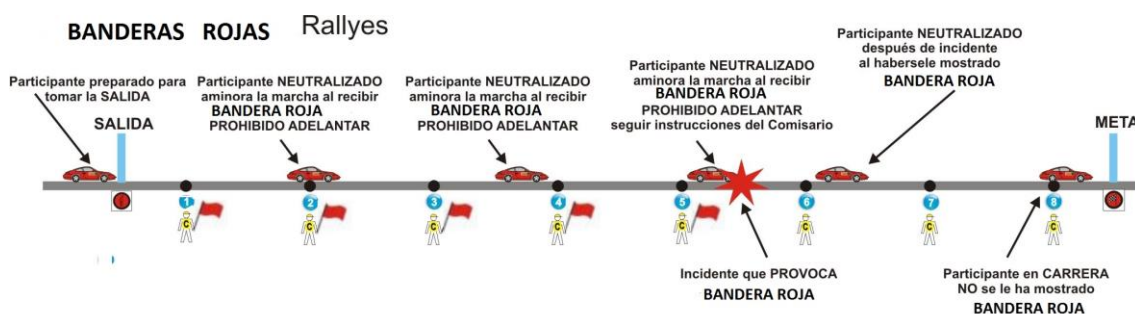 BANDERAS ROJAS Rallyes
Participante preparado para
tomar la SALIDA
SALIDA
Participante NEUTRALIZADO
aminora la marcha al recibir
BANDERA ROJA
PROHIBIDO ADELANTAR
Participante NEUTRALIZADO
aminora la marcha al recibir
BANDERA ROJA
PROHIBIDO ADELANTAR
Participante NEUTRALIZADO
aminora la marcha al recibir
BANDERA ROJA
PROHIBIDO ADELANTAR
seguir instrucciones del Comisario
Participante NEUTRALIZADO
después de incidente
al habersele mostrado
BANDERA ROJA
META
1 2 3 4 5 6 7 8
C C C C C C C C
Incidente que PROVOCA
BANDERA ROJA
Participante en CARRERA
NO se le ha mostrado
BANDERA ROJA